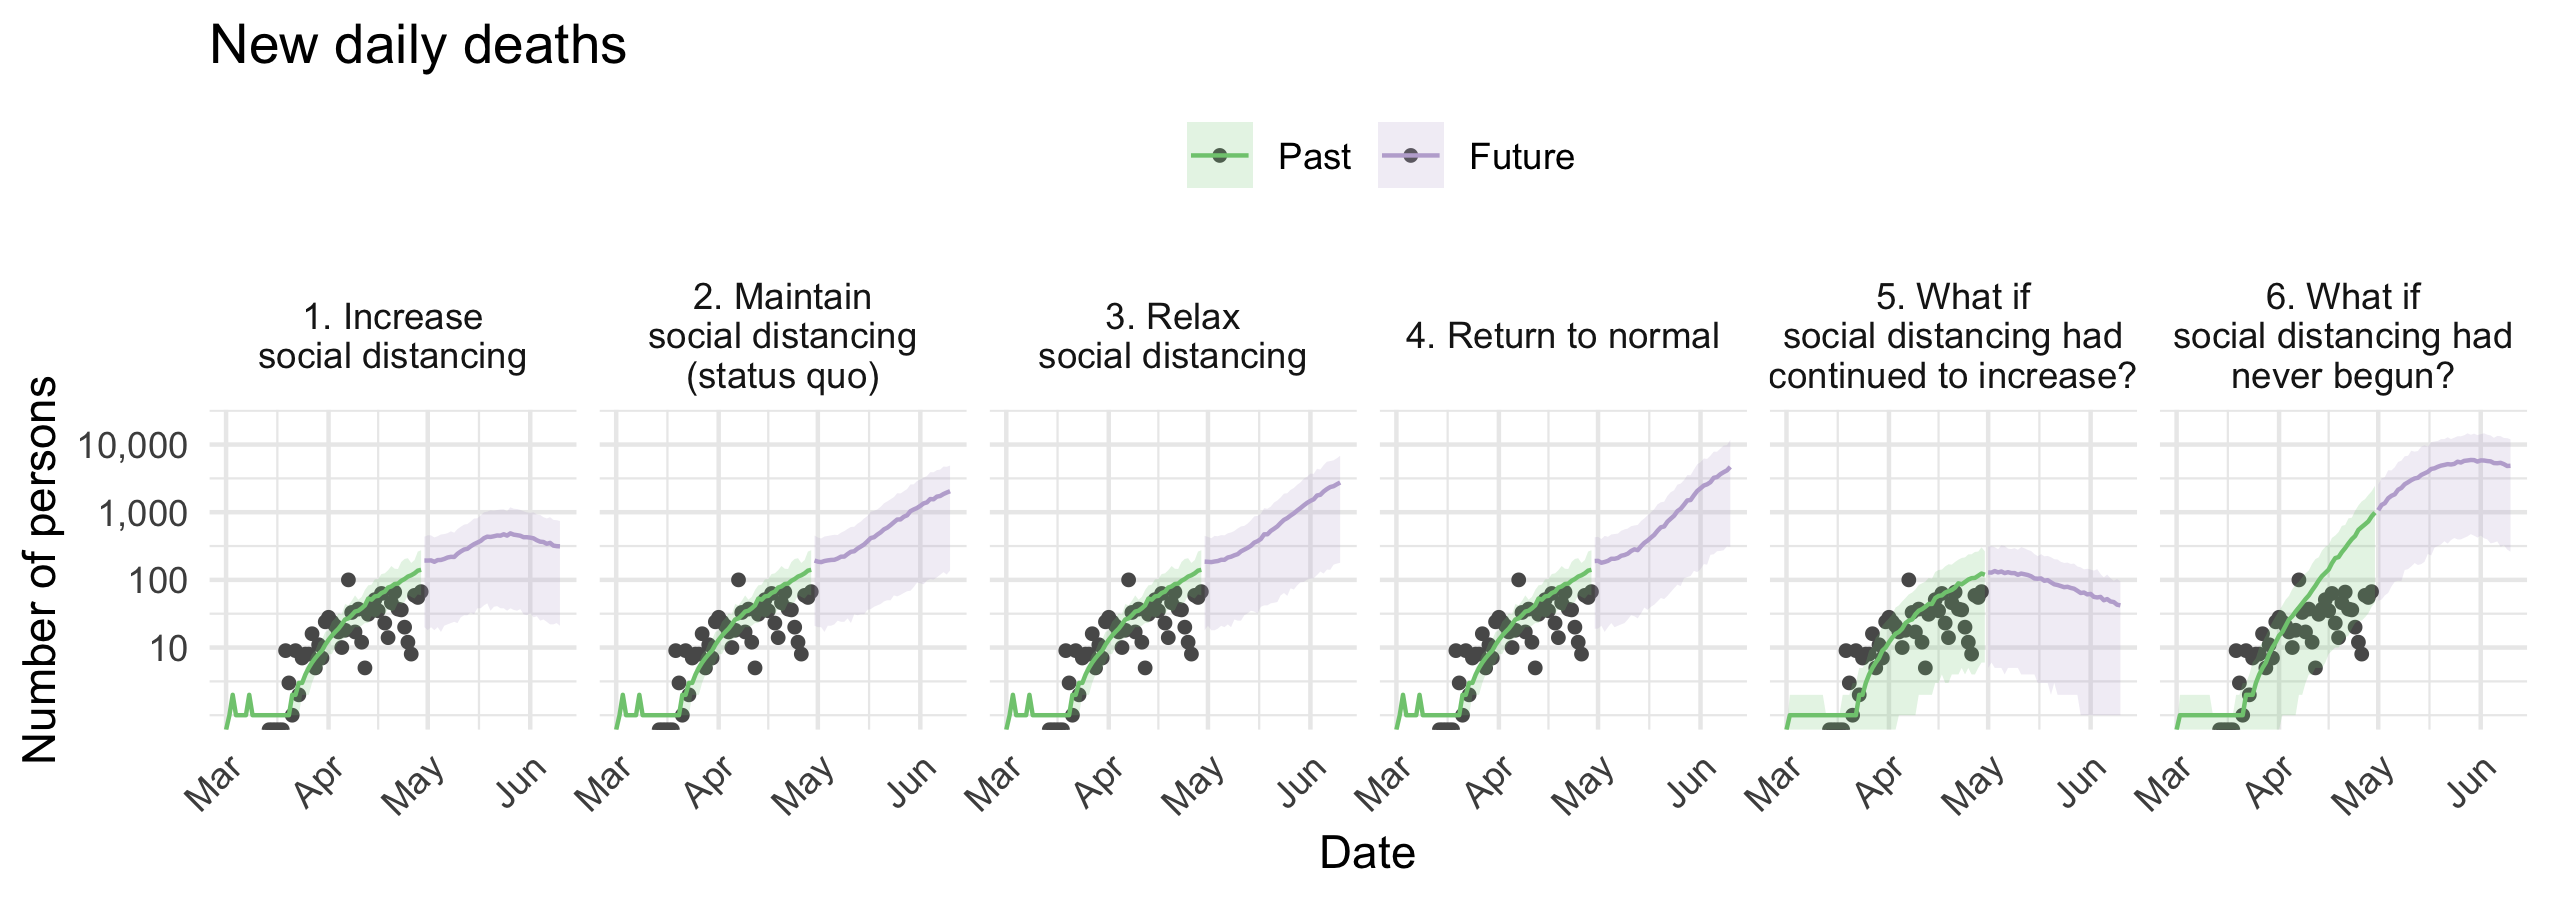 New daily deaths
Past
Future
1. Increase
social distancing
2. Maintain
social distancing
(status quo)
3. Relax
social distancing
4. Return to normal
5. What if
social distancing had
continued to increase?
6. What if
social distancing had
never begun?
Number of persons
10,000
1,000
100
10
Mar Apr May Jun
Mar Apr May Jun
Mar Apr May Jun
Mar Apr May Jun
Mar Apr May Jun
Mar Apr May Jun
Date